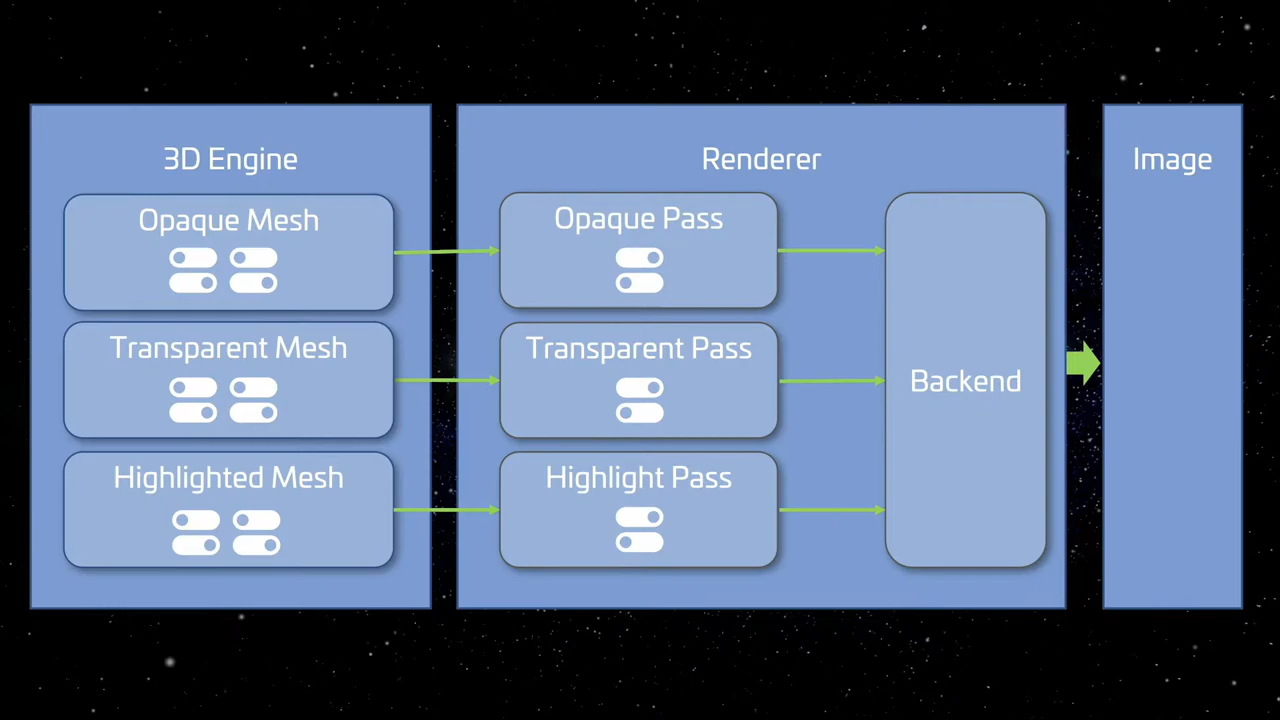 3D Engine
Opaque Mesh
Transparent Mesh
Highlighted Mesh
Renderer
Opaque Pass
Transparent Pass
Highlight Pass
Backend
Image